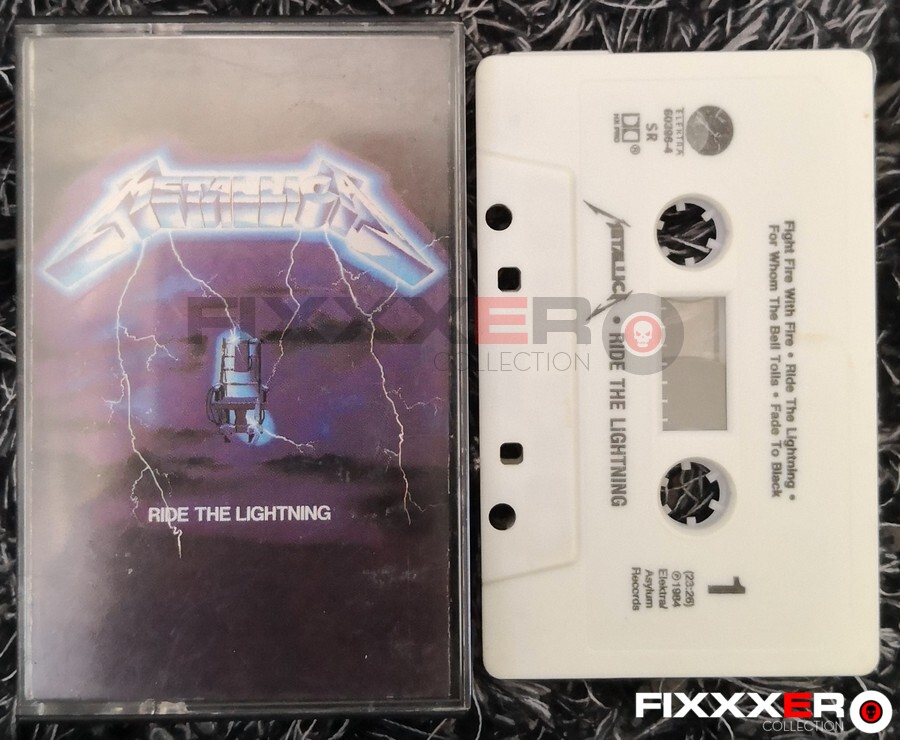 METALLICA
RIDE THE LIGHTNING
ELEKTRA
60396-4
SR
HX PRO
Fight Fire With Fire • Ride The Lightning •
For Whom The Bell Tolls • Fade To Black
METALLICA • RIDE THE LIGHTNING
1
(23:26)
℗ 1984
Elektra/
Asylum
Records
FIXXXERO
COLLECTION
FIXXXERO
COLLECTION